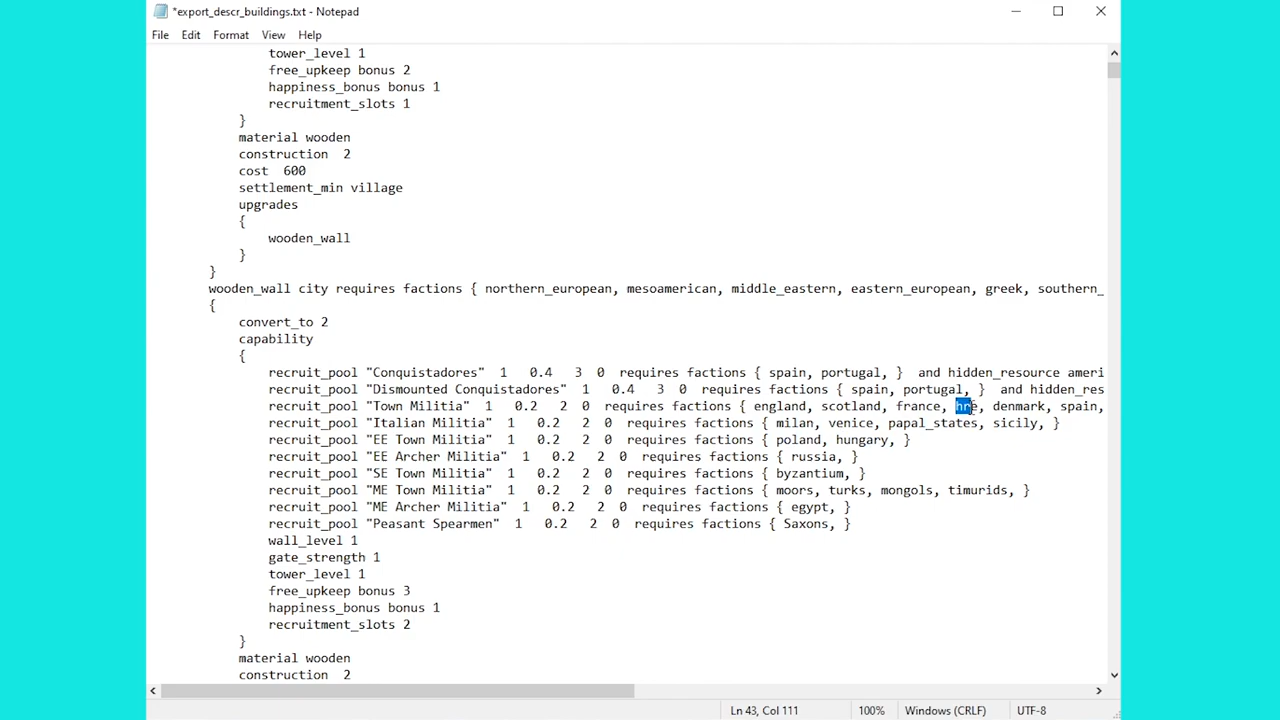 *export_descr_buildings.txt - Notepad
File Edit Format View Help
tower_level 1
free_upkeep bonus 2
happiness_bonus bonus 1
recruitment_slots 1
}
material wooden
construction 2
cost 600
settlement_min village
upgrades
{
wooden_wall
}
}
wooden_wall city requires factions { northern_european, mesoamerican, middle_eastern, eastern_european, greek, southern_
{
convert_to 2
capability
{
recruit_pool "Conquistadores" 1 0.4 3 0 requires factions { spain, portugal, } and hidden_resource ameri
recruit_pool "Dismounted Conquistadores" 1 0.4 3 0 requires factions { spain, portugal, } and hidden_res
recruit_pool "Town Militia" 1 0.2 2 0 requires factions { england, scotland, france, hre, denmark, spain,
recruit_pool "Italian Militia" 1 0.2 2 0 requires factions { milan, venice, papal_states, sicily, }
recruit_pool "EE Town Militia" 1 0.2 2 0 requires factions { poland, hungary, }
recruit_pool "EE Archer Militia" 1 0.2 2 0 requires factions { russia, }
recruit_pool "SE Town Militia" 1 0.2 2 0 requires factions { byzantium, }
recruit_pool "ME Town Militia" 1 0.2 2 0 requires factions { moors, turks, mongols, timurids, }
recruit_pool "ME Archer Militia" 1 0.2 2 0 requires factions { egypt, }
recruit_pool "Peasant Spearmen" 1 0.2 2 0 requires factions { Saxons, }
wall_level 1
gate_strength 1
tower_level 1
free_upkeep bonus 3
happiness_bonus bonus 1
recruitment_slots 2
}
material wooden
construction 2
Ln 43, Col 111 100% Windows (CRLF) UTF-8